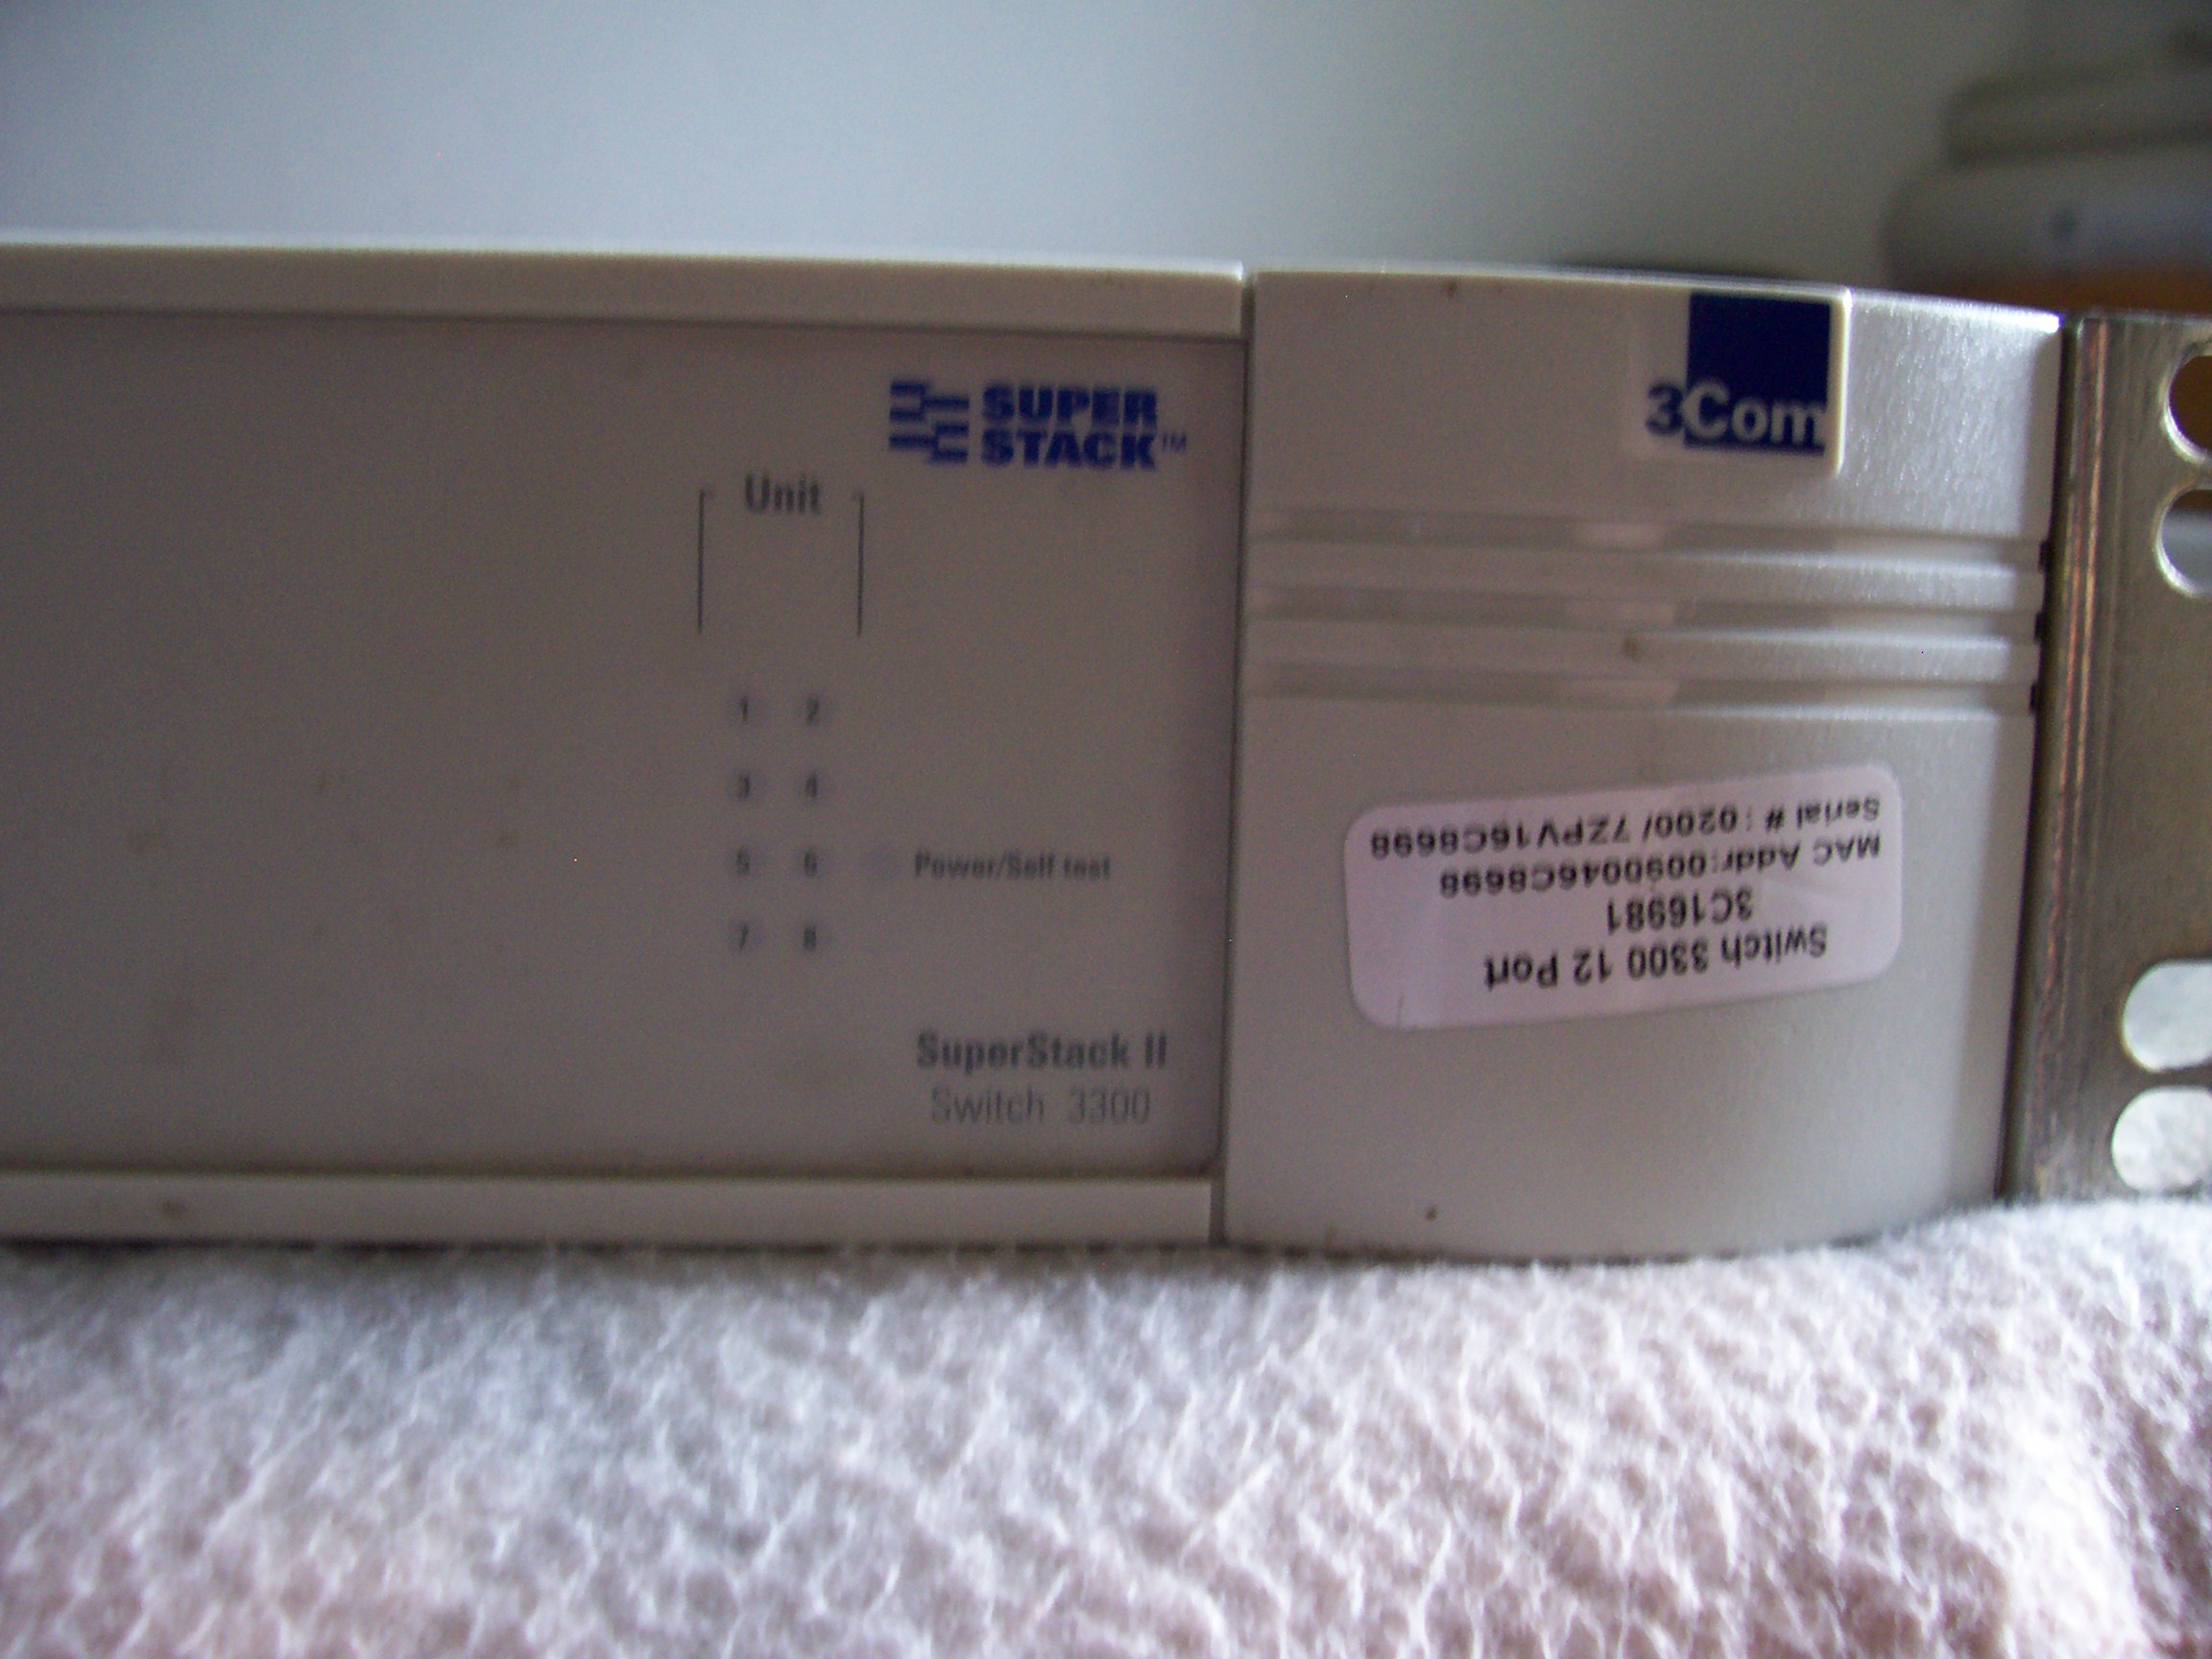 SUPER
STACK™
3Com
Unit
1 2
3 4
5 6 Power/Self test
7 8
SuperStack II
Switch 3300
Switch 3300 12 Port
3C16981
MAC Addr:0090046C8698
Serial # : 0200/ 7ZPV16C8698